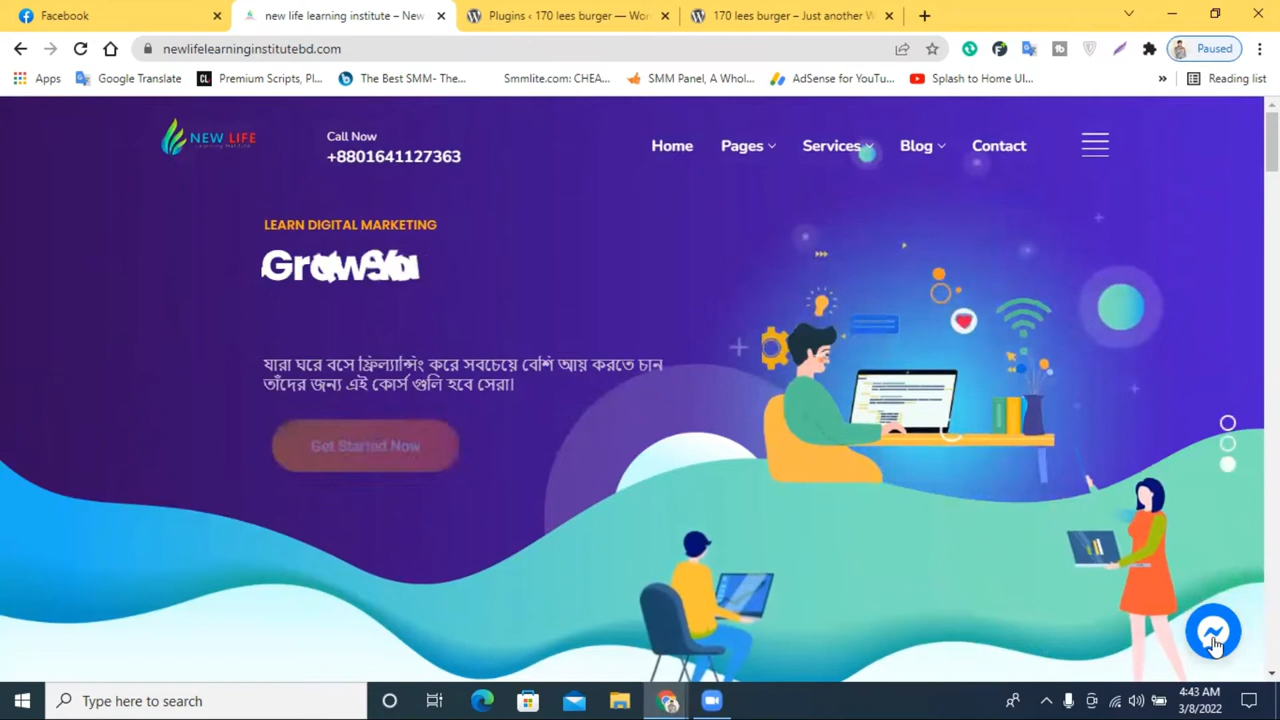 Facebook
new life learning institute – New
Plugins ‹ 170 lees burger — Wor
170 lees burger – Just another W
newlifelearninginstitutebd.com
Paused
Apps
Google Translate
Premium Scripts, Pl...
The Best SMM- The...
Smmlite.com: CHEA...
SMM Panel, A Whol...
AdSense for YouTu...
Splash to Home UI...
»
Reading list
NEW LIFE
Learning Institute
Call Now
+8801641127363
Home
Pages
Services
Blog
Contact
LEARN DIGITAL MARKETING
যারা ঘরে বসে ফ্রিল্যান্সিং করে সবচেয়ে বেশি আয় করতে চান
তাঁদের জন্য এই কোর্স গুলি হবে সেরা।
Get Started Now
Type here to search
4:43 AM
3/8/2022